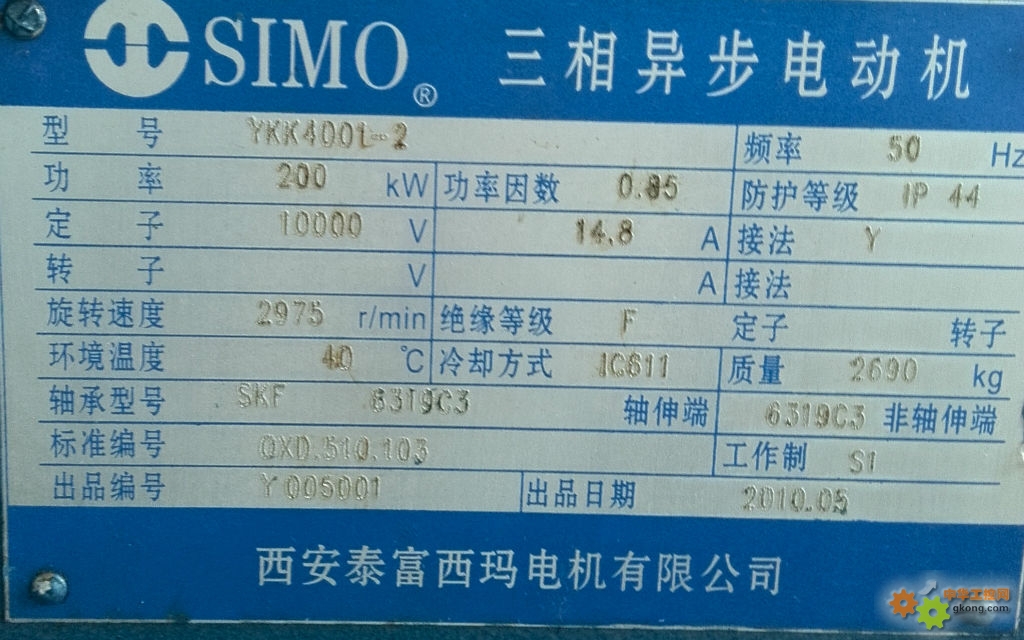 SIMO® 三相异步电动机
型号 YKK400L-2 频率 50 Hz
功率 200 kW 功率因数 0.85 防护等级 IP 44
定子 10000 V 14.8 A 接法 Y
转子 V A 接法
旋转速度 2975 r/min 绝缘等级 F 定子 转子
环境温度 40 ℃ 冷却方式 IC611 质量 2690 kg
轴承型号 SKF 6319C3 轴伸端 6319C3 非轴伸端
标准编号 OXD.510.103 工作制 S1
出品编号 Y005001 出品日期 2010.05
西安泰富西玛电机有限公司
中华工控网
gkong.com